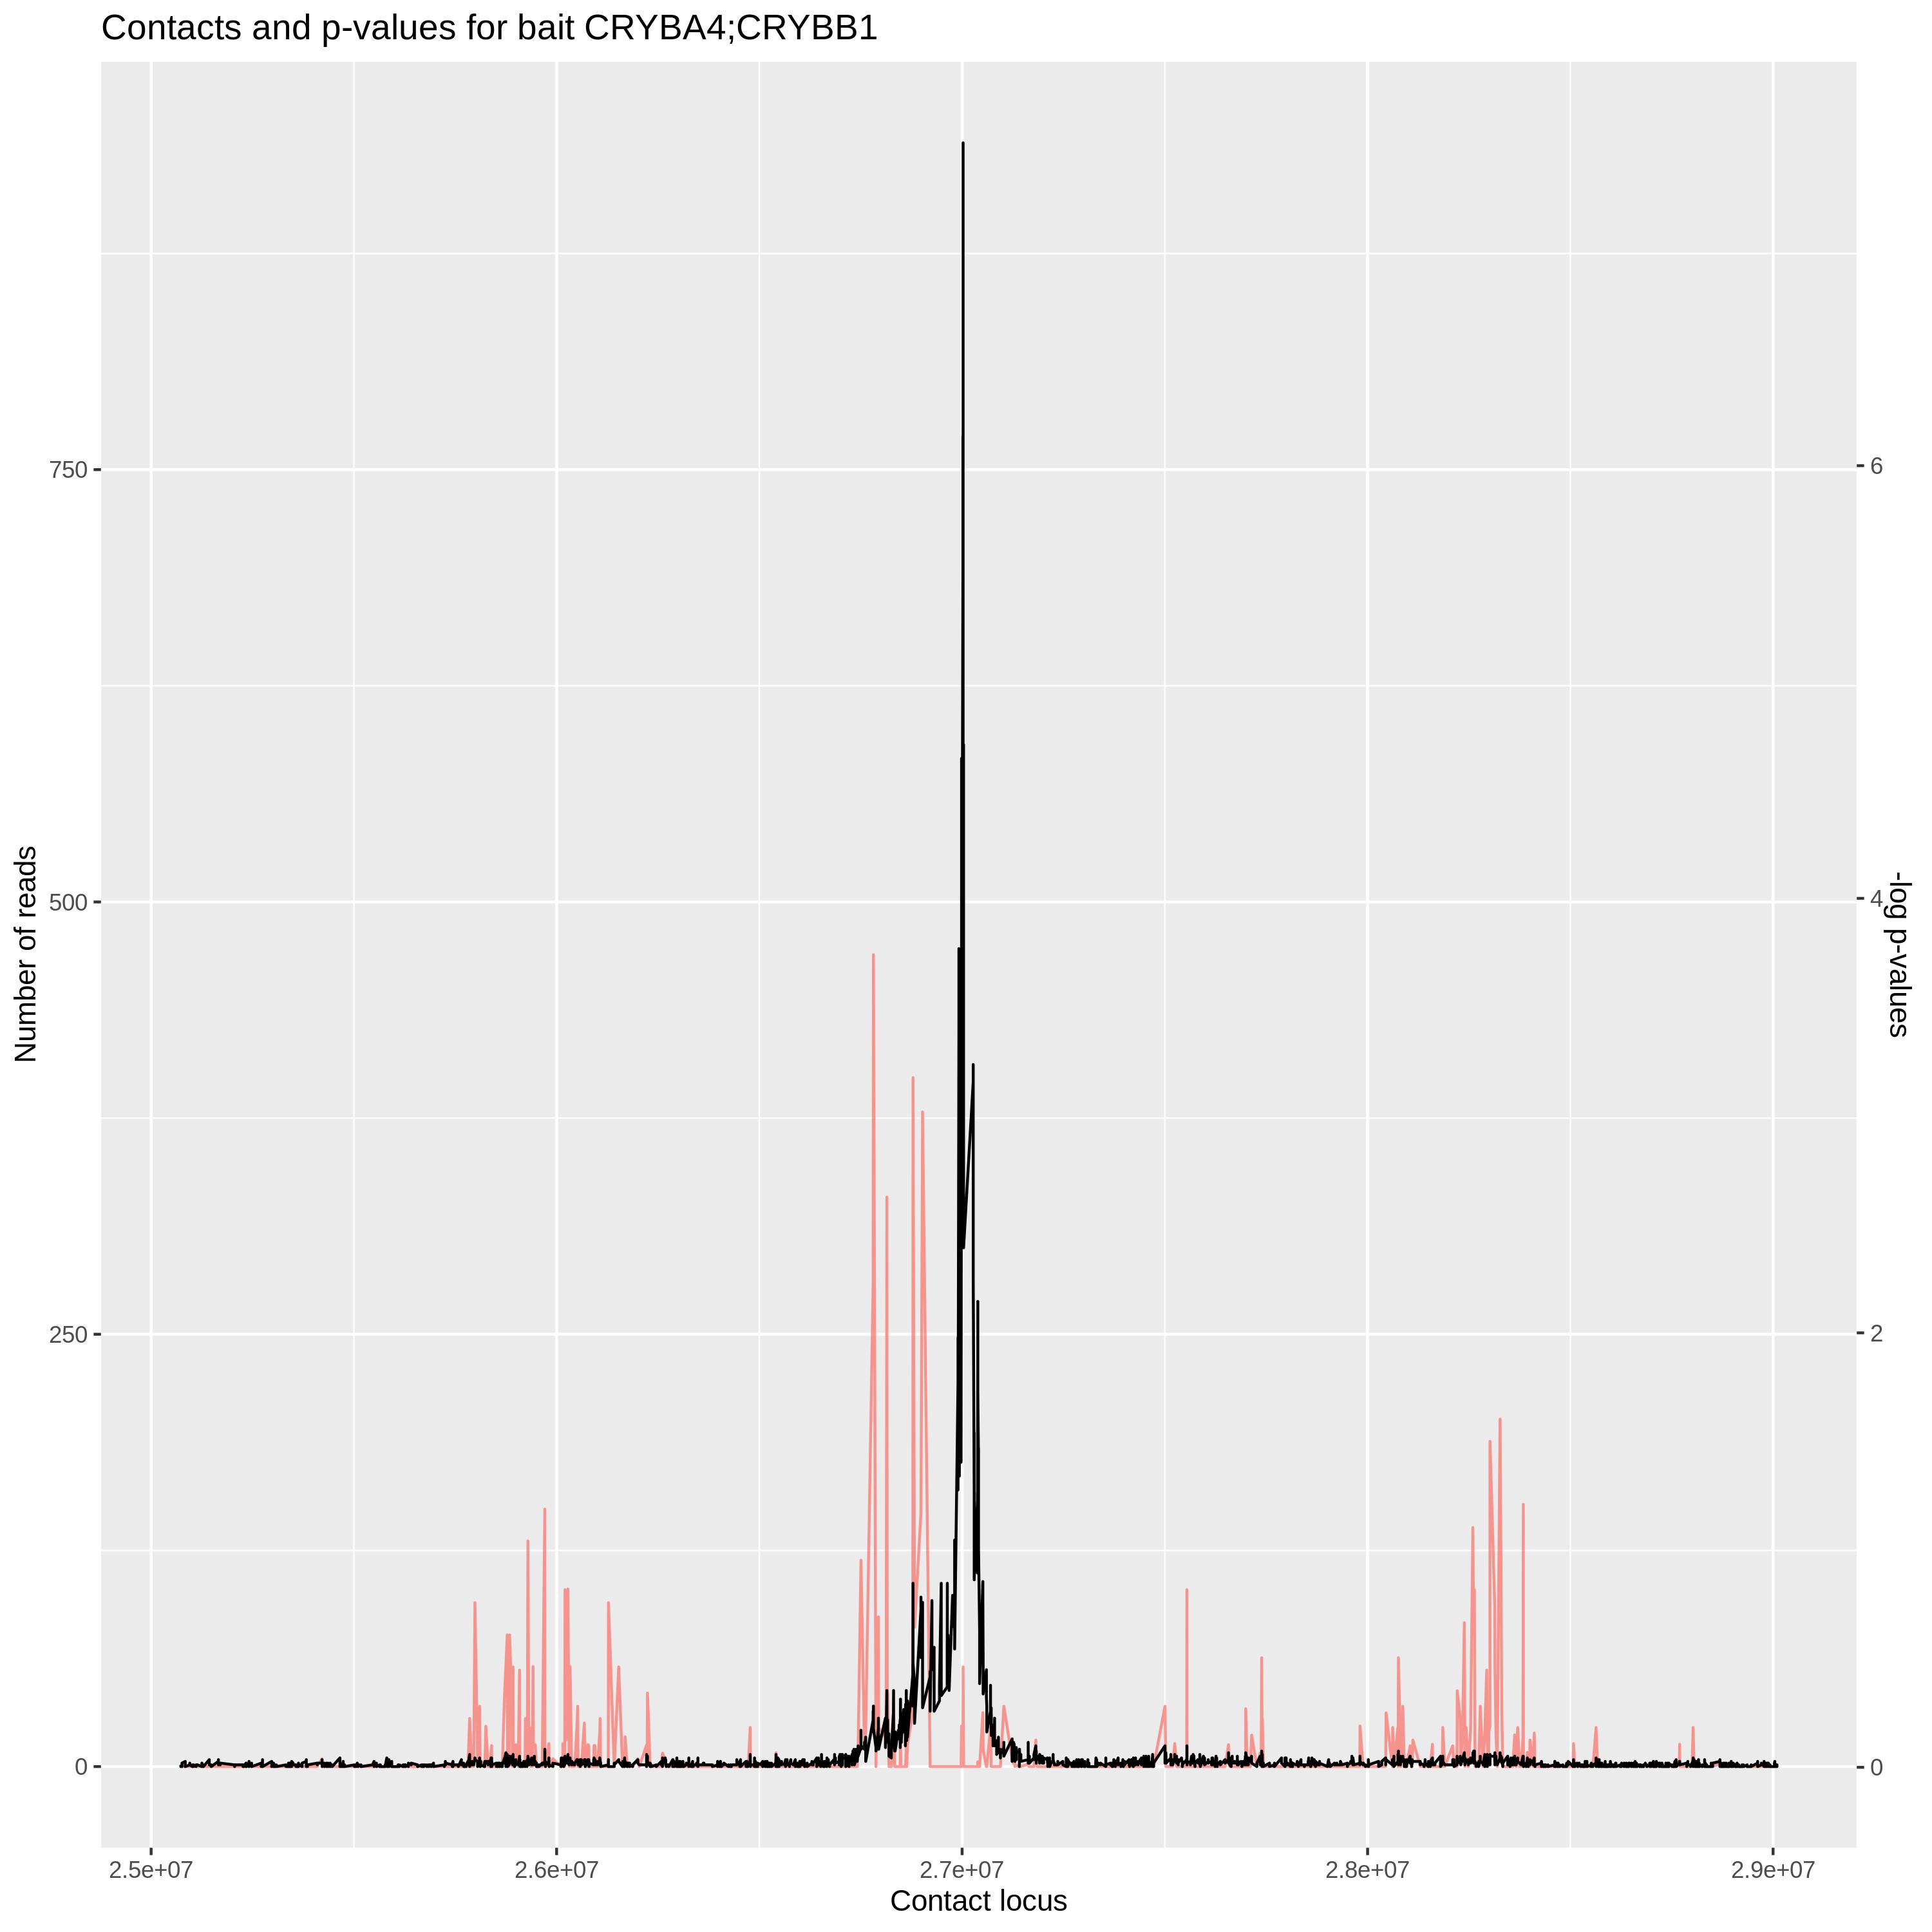 Contacts and p-values for bait CRYBA4;CRYBB1
Number of reads
750
500
250
0
6
4
2
0
-log p-values
2.5e+07
2.6e+07
2.7e+07
2.8e+07
2.9e+07
Contact locus